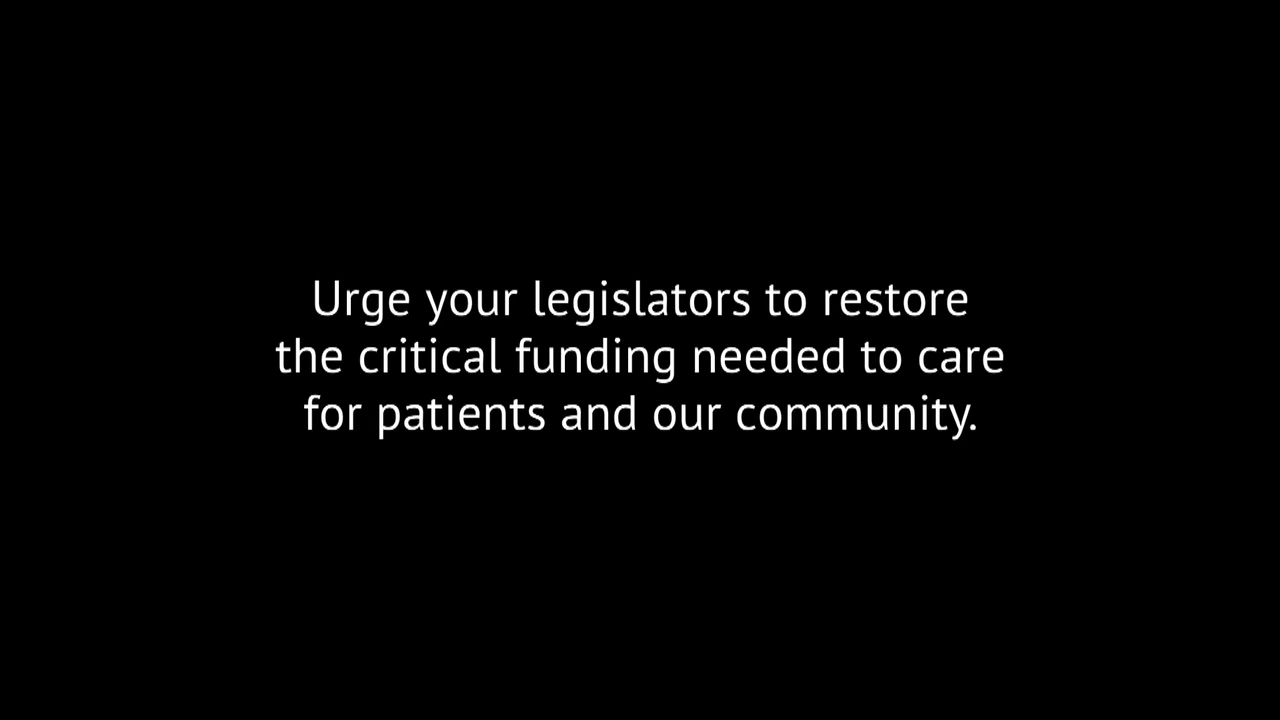 Urge your legislators to restore
the critical funding needed to care
for patients and our community.